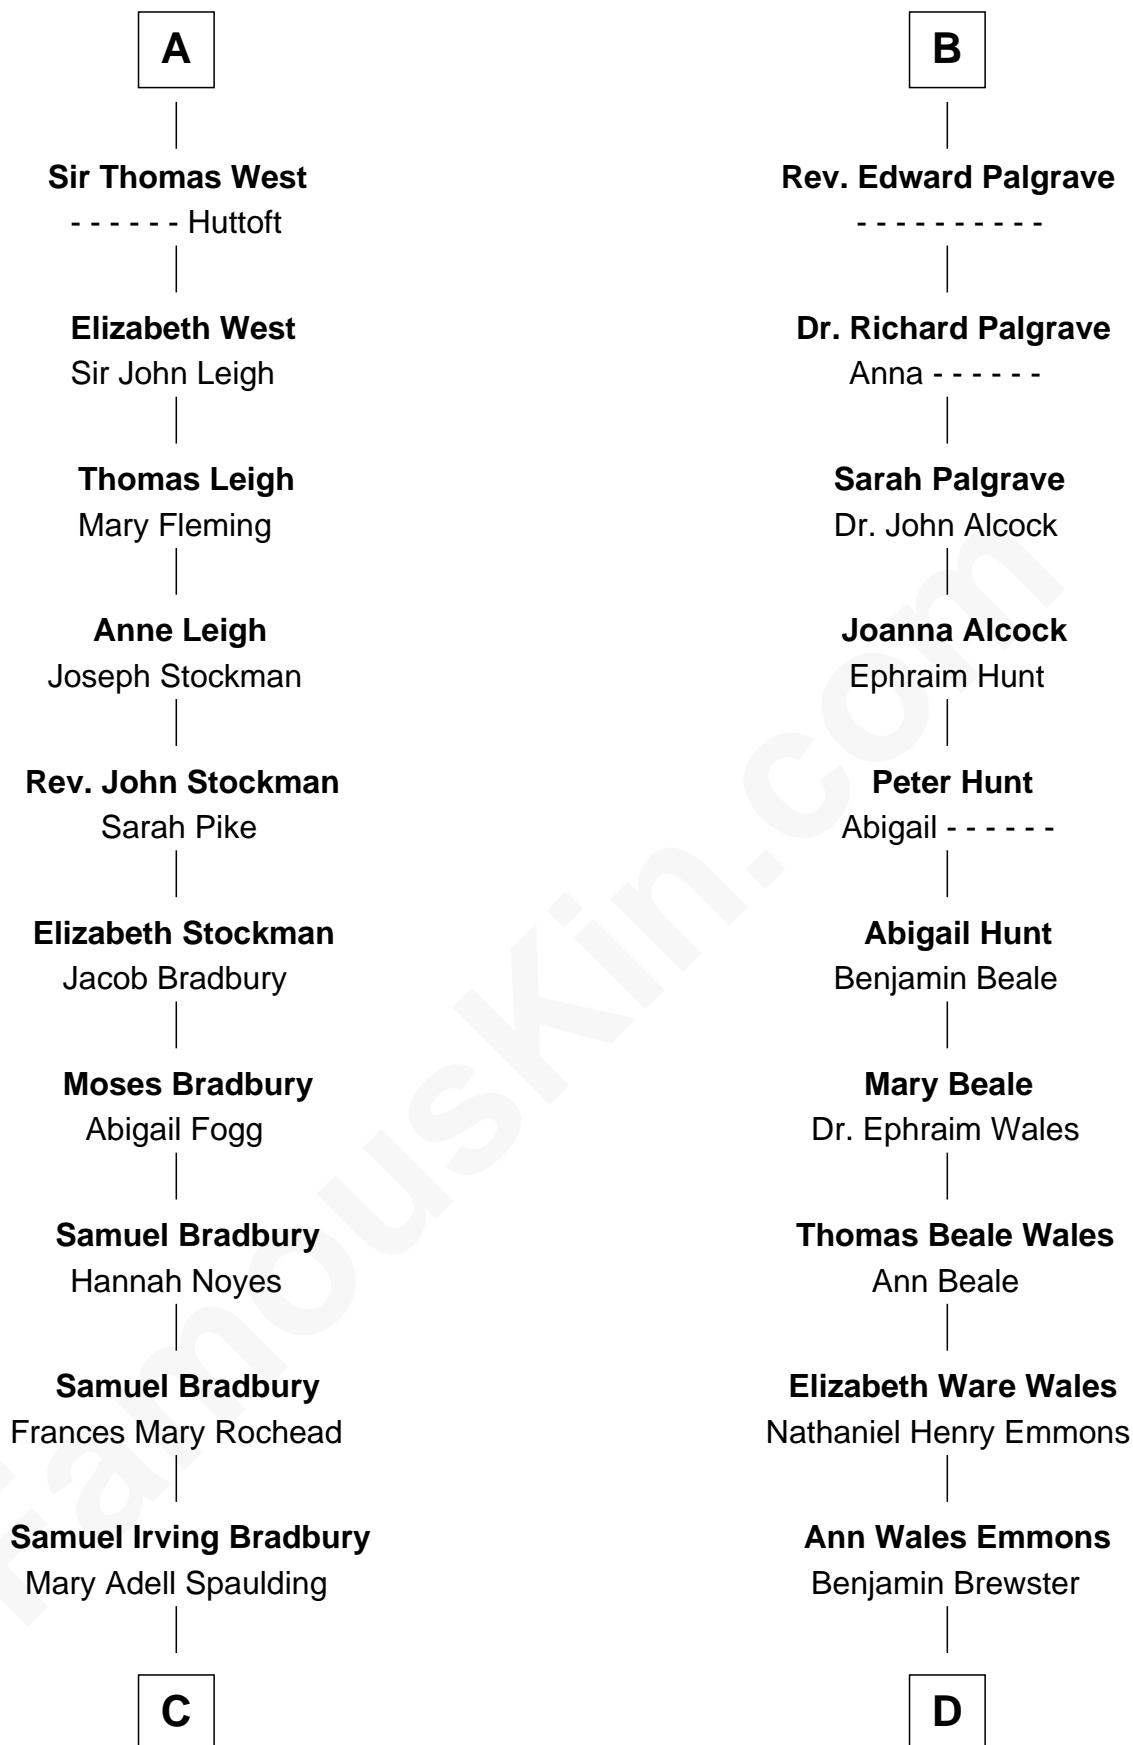 A
Sir Thomas West
- - - - - - Huttoft
Elizabeth West
Sir John Leigh
Thomas Leigh
Mary Fleming
Anne Leigh
Joseph Stockman
Rev. John Stockman
Sarah Pike
Elizabeth Stockman
Jacob Bradbury
Moses Bradbury
Abigail Fogg
Samuel Bradbury
Hannah Noyes
Samuel Bradbury
Frances Mary Rochead
Samuel Irving Bradbury
Mary Adell Spaulding
C
B
Rev. Edward Palgrave
- - - - - - - - - -
Dr. Richard Palgrave
Anna - - - - - -
Sarah Palgrave
Dr. John Alcock
Joanna Alcock
Ephraim Hunt
Peter Hunt
Abigail - - - - - -
Abigail Hunt
Benjamin Beale
Mary Beale
Dr. Ephraim Wales
Thomas Beale Wales
Ann Beale
Elizabeth Ware Wales
Nathaniel Henry Emmons
Ann Wales Emmons
Benjamin Brewster
D
FamousKin.com